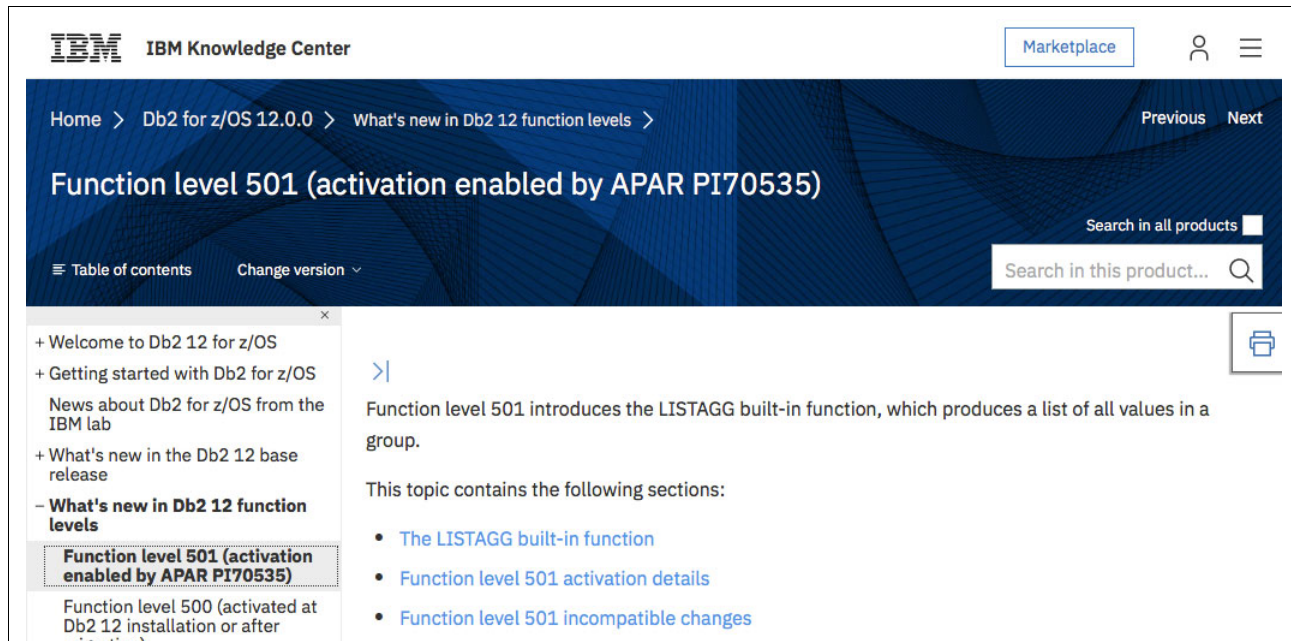 IBM IBM Knowledge Center Marketplace
Home > Db2 for z/OS 12.0.0 > What's new in Db2 12 function levels > Previous Next
Function level 501 (activation enabled by APAR PI70535)
Search in all products
Table of contents Change version Search in this product...
×
+ Welcome to Db2 12 for z/OS
+ Getting started with Db2 for z/OS
News about Db2 for z/OS from the
IBM lab
+ What's new in the Db2 12 base
release
– What's new in Db2 12 function
levels
Function level 501 (activation
enabled by APAR PI70535)
Function level 500 (activated at
Db2 12 installation or after
>|
Function level 501 introduces the LISTAGG built-in function, which produces a list of all values in a
group.
This topic contains the following sections:
• The LISTAGG built-in function
• Function level 501 activation details
• Function level 501 incompatible changes